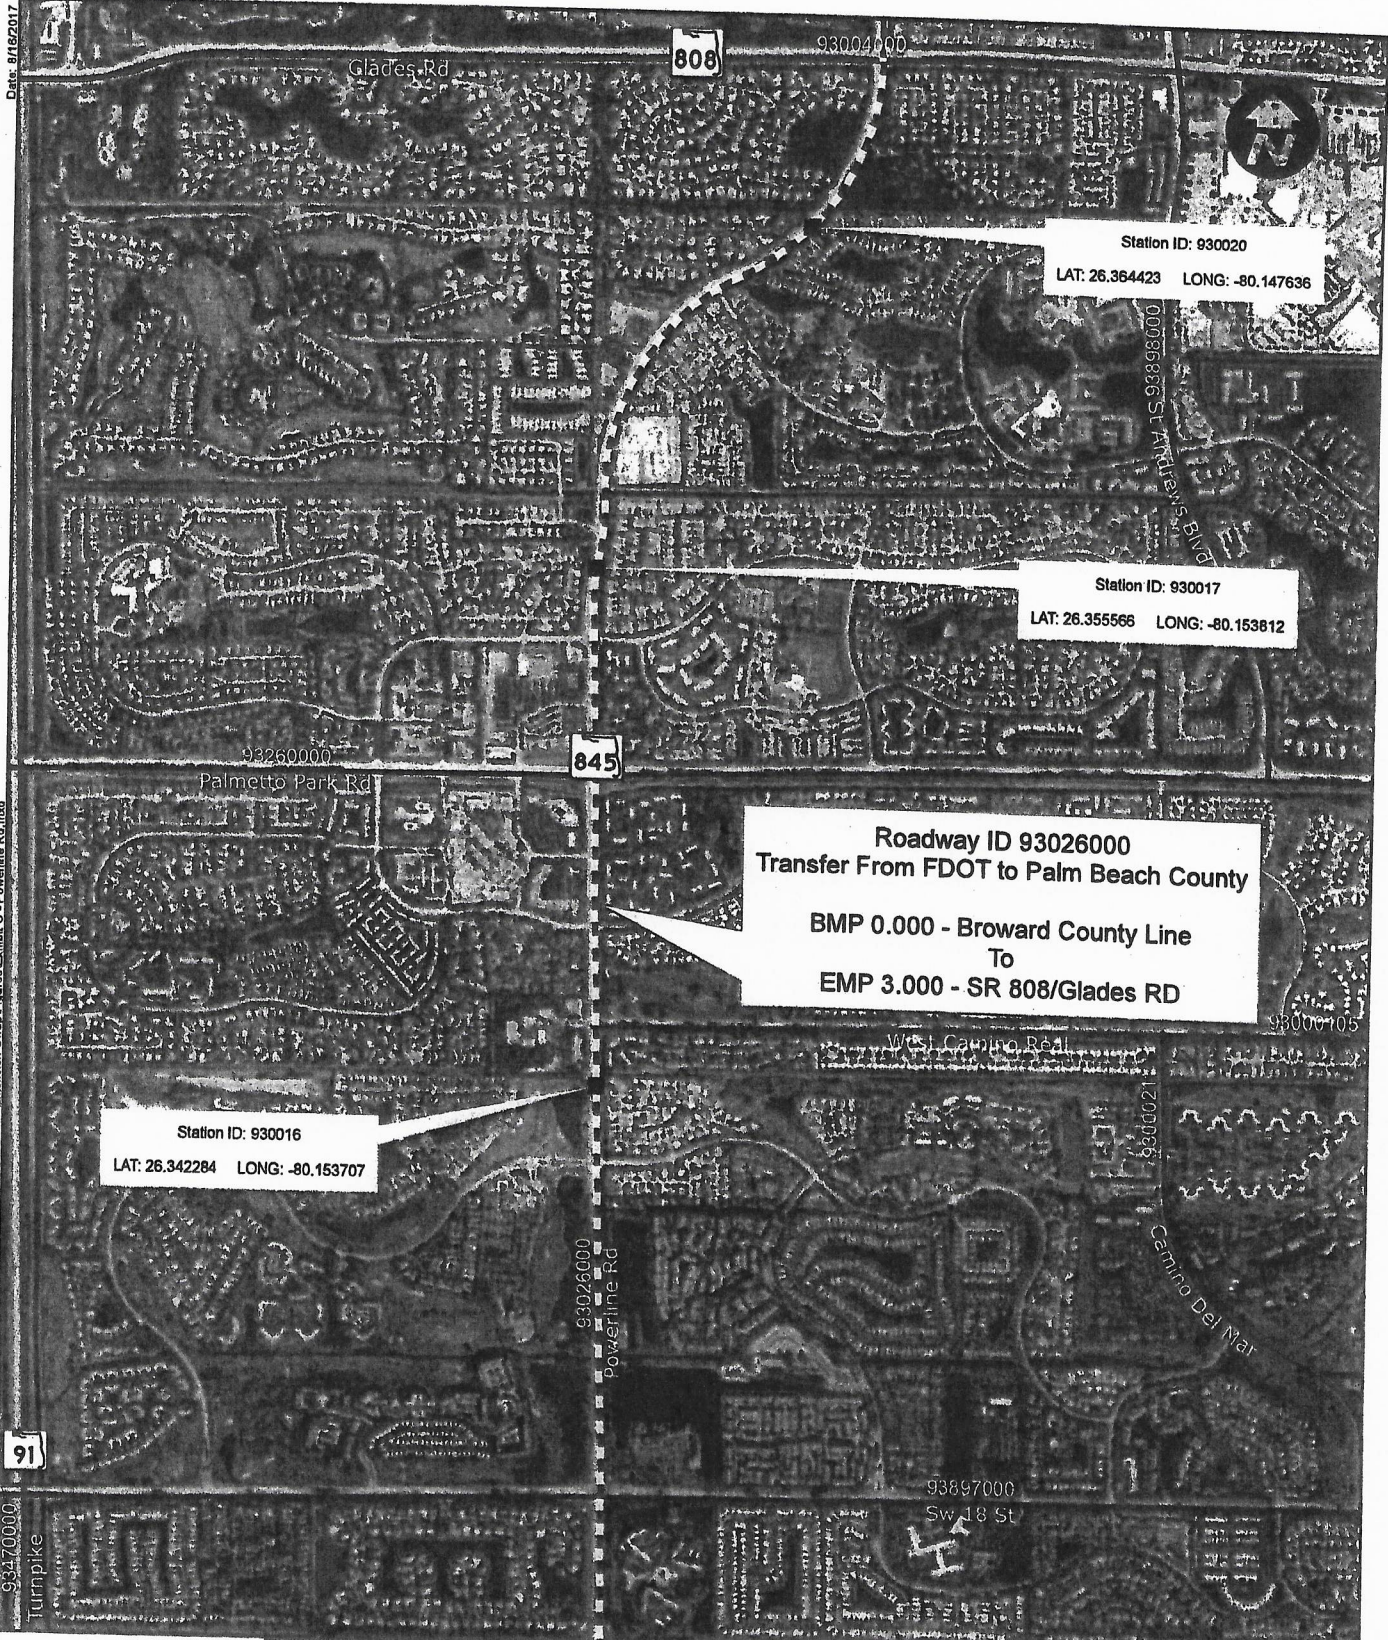 Date: 8/16/2017
808
93004000
Glades Rd
N
Station ID: 930020
LAT: 26.364423 LONG: -80.147636
93898000
St. Andrews Blvd
Station ID: 930017
LAT: 26.355566 LONG: -80.153812
93260000
845
Palmetto Park Rd
Roadway ID 93026000
Transfer From FDOT to Palm Beach County
BMP 0.000 - Broward County Line
To
EMP 3.000 - SR 808/Glades RD
93000105
West Camino Real
93000021
Station ID: 930016
LAT: 26.342284 LONG: -80.153707
93026000
Powerline Rd
Camino Del Mar
91
93897000
Sw 18 St
93470000
Turnpike